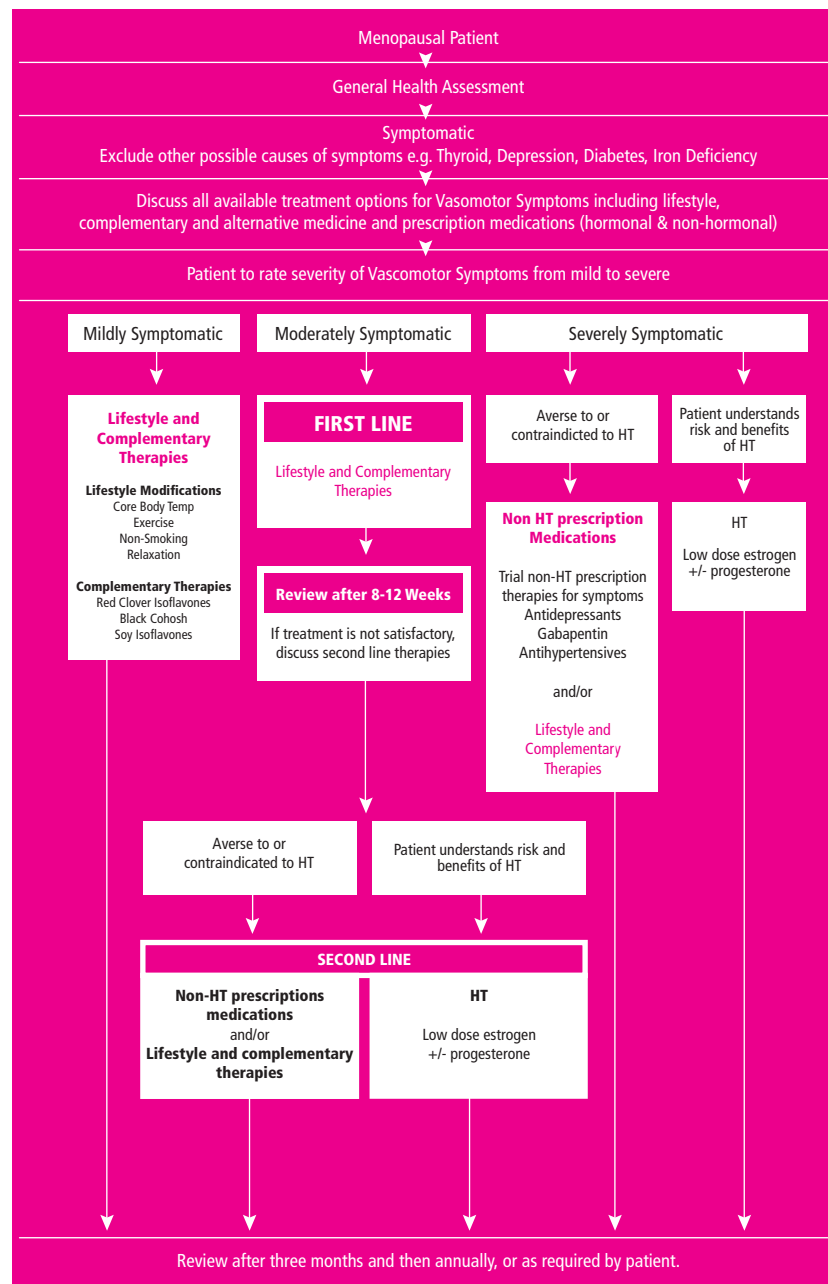 Menopausal Patient
General Health Assessment
Symptomatic
Exclude other possible causes of symptoms e.g. Thyroid, Depression, Diabetes, Iron Deficiency
Discuss all available treatment options for Vasomotor Symptoms including lifestyle,
complementary and alternative medicine and prescription medications (hormonal & non-hormonal)
Patient to rate severity of Vascomotor Symptoms from mild to severe
Mildly Symptomatic
Lifestyle and
Complementary
Therapies
Lifestyle Modifications
Core Body Temp
Exercise
Non-Smoking
Relaxation
Complementary Therapies
Red Clover Isoflavones
Black Cohosh
Soy Isoflavones
Moderately Symptomatic
FIRST LINE
Lifestyle and Complementary
Therapies
Review after 8-12 Weeks
If treatment is not satisfactory,
discuss second line therapies
Severely Symptomatic
Averse to or
contraindicted to HT
Non HT prescription
Medications
Trial non-HT prescription
therapies for symptoms
Antidepressants
Gabapentin
Antihypertensives
and/or
Lifestyle and
Complementary
Therapies
Patient understands
risk and benefits
of HT
HT
Low dose estrogen
+/- progesterone
Averse to or
contraindicated to HT
Patient understands risk and
benefits of HT
SECOND LINE
Non-HT prescriptions
medications
and/or
Lifestyle and complementary
therapies
HT
Low dose estrogen
+/- progesterone
Review after three months and then annually, or as required by patient.